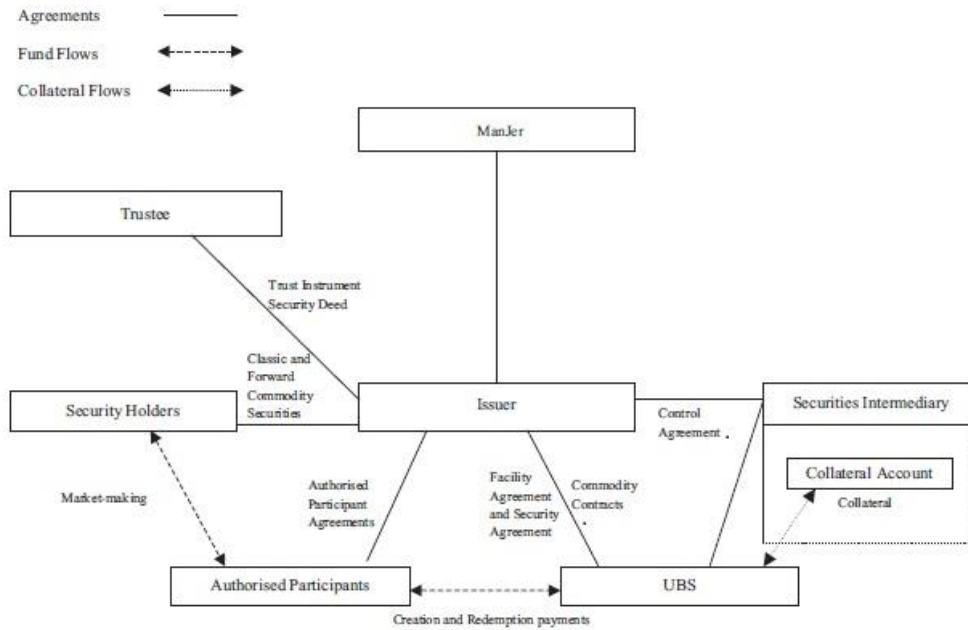 Agreements
Fund Flows
Collateral Flows
ManJer
Trustee
Trust Instrument
Security Deed
Classic and
Forward
Commodity
Securities
Security Holders
Issuer
Control
Agreement
Securities Intermediary
Collateral Account
Collateral
Market-making
Authorised
Participant
Agreements
Facility
Agreement
and Security
Agreement
Commodity
Contracts
Authorised Participants
UBS
Creation and Redemption payments